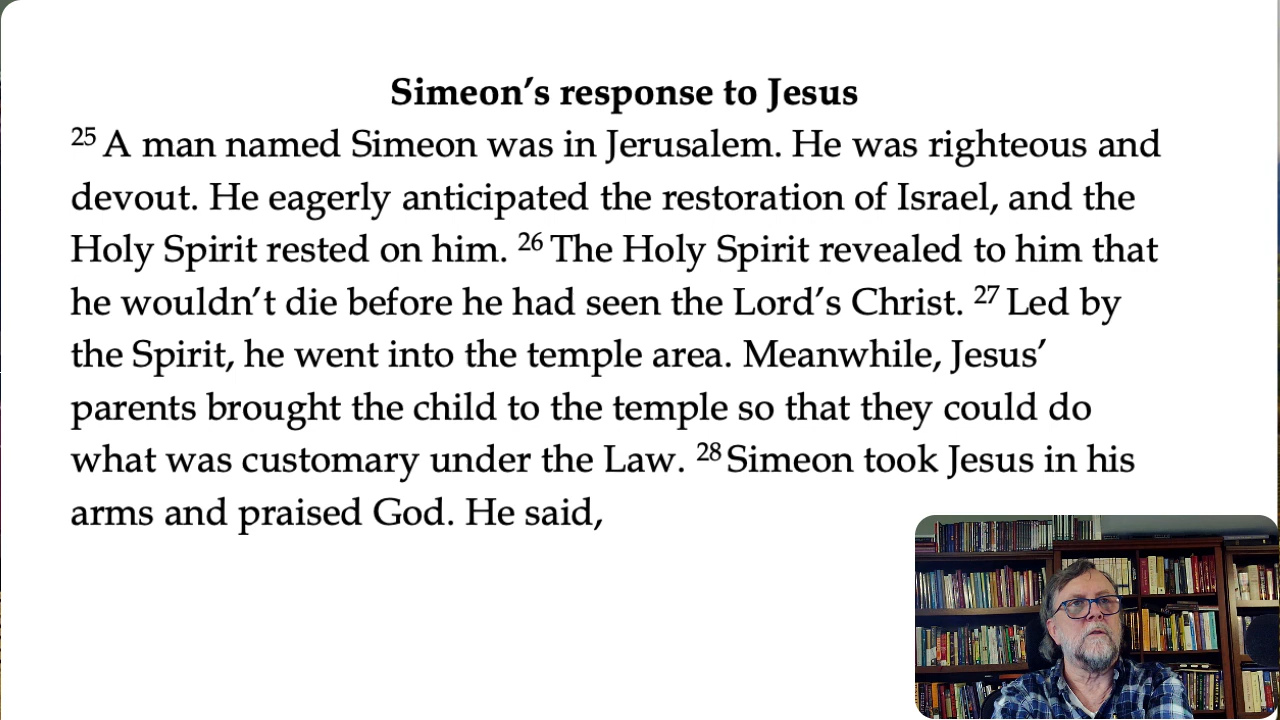 Simeon’s response to Jesus
25 A man named Simeon was in Jerusalem. He was righteous and
devout. He eagerly anticipated the restoration of Israel, and the
Holy Spirit rested on him. 26 The Holy Spirit revealed to him that
he wouldn’t die before he had seen the Lord’s Christ. 27 Led by
the Spirit, he went into the temple area. Meanwhile, Jesus’
parents brought the child to the temple so that they could do
what was customary under the Law. 28 Simeon took Jesus in his
arms and praised God. He said,